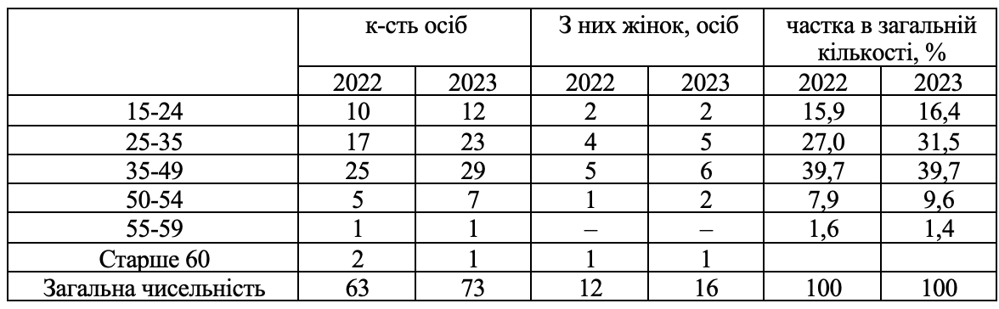 к-сть осіб З них жінок, осіб частка в загальній
кількості, %
2022 2023 2022 2023 2022 2023
15-24 10 12 2 2 15,9 16,4
25-35 17 23 4 5 27,0 31,5
35-49 25 29 5 6 39,7 39,7
50-54 5 7 1 2 7,9 9,6
55-59 1 1 – – 1,6 1,4
Старше 60 2 1 1 1
Загальна чисельність 63 73 12 16 100 100